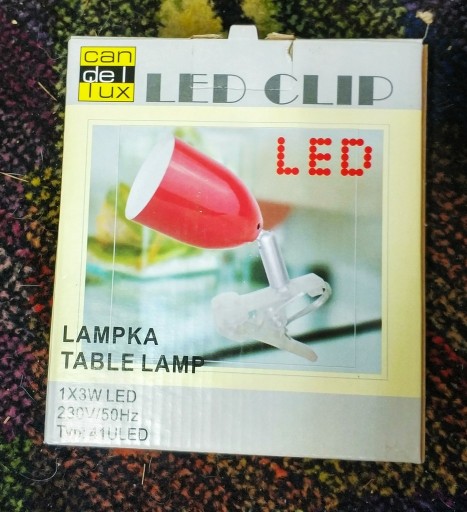 can
del
lux
LED CLIP
LED
LAMPKA
TABLE LAMP
1X3W LED
230V/50Hz